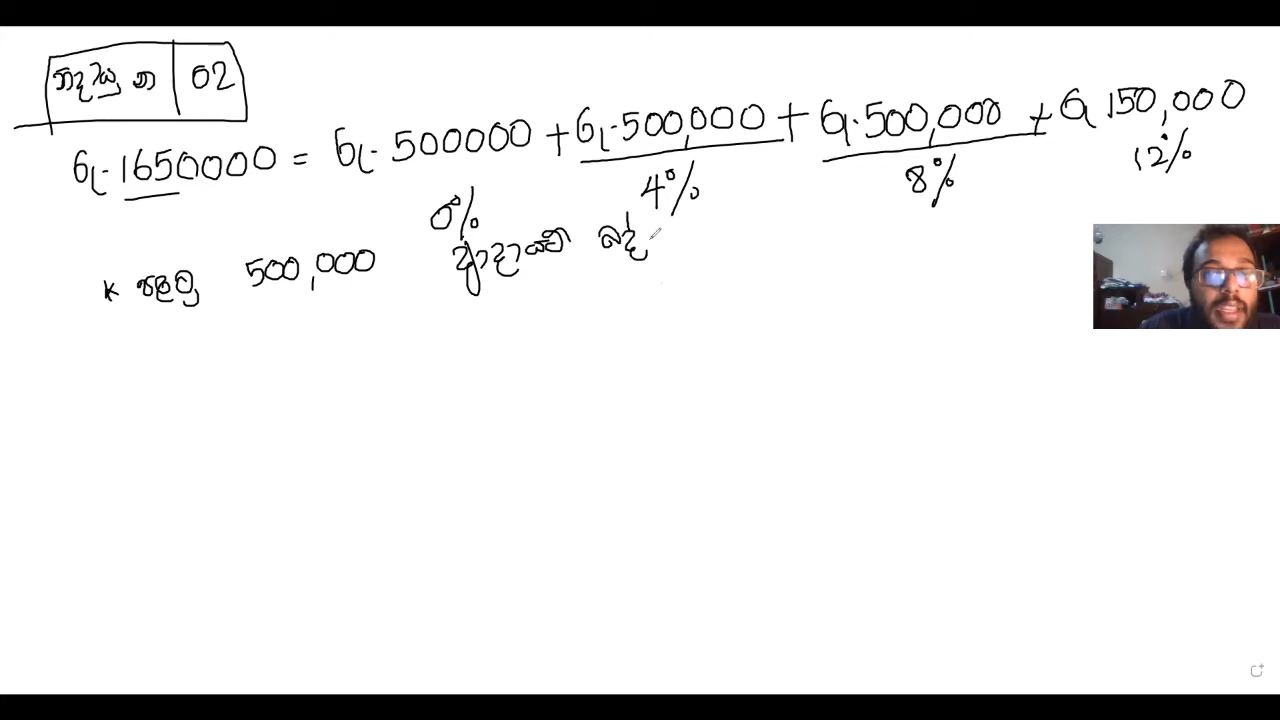 නිදසුන 02
රු.1650000 = රු.500000 + රු.500,000 + රු.500,000 + රු 150,000
0% 4% 8% 12%
* පළමු 500,000 ආදායම් බදු